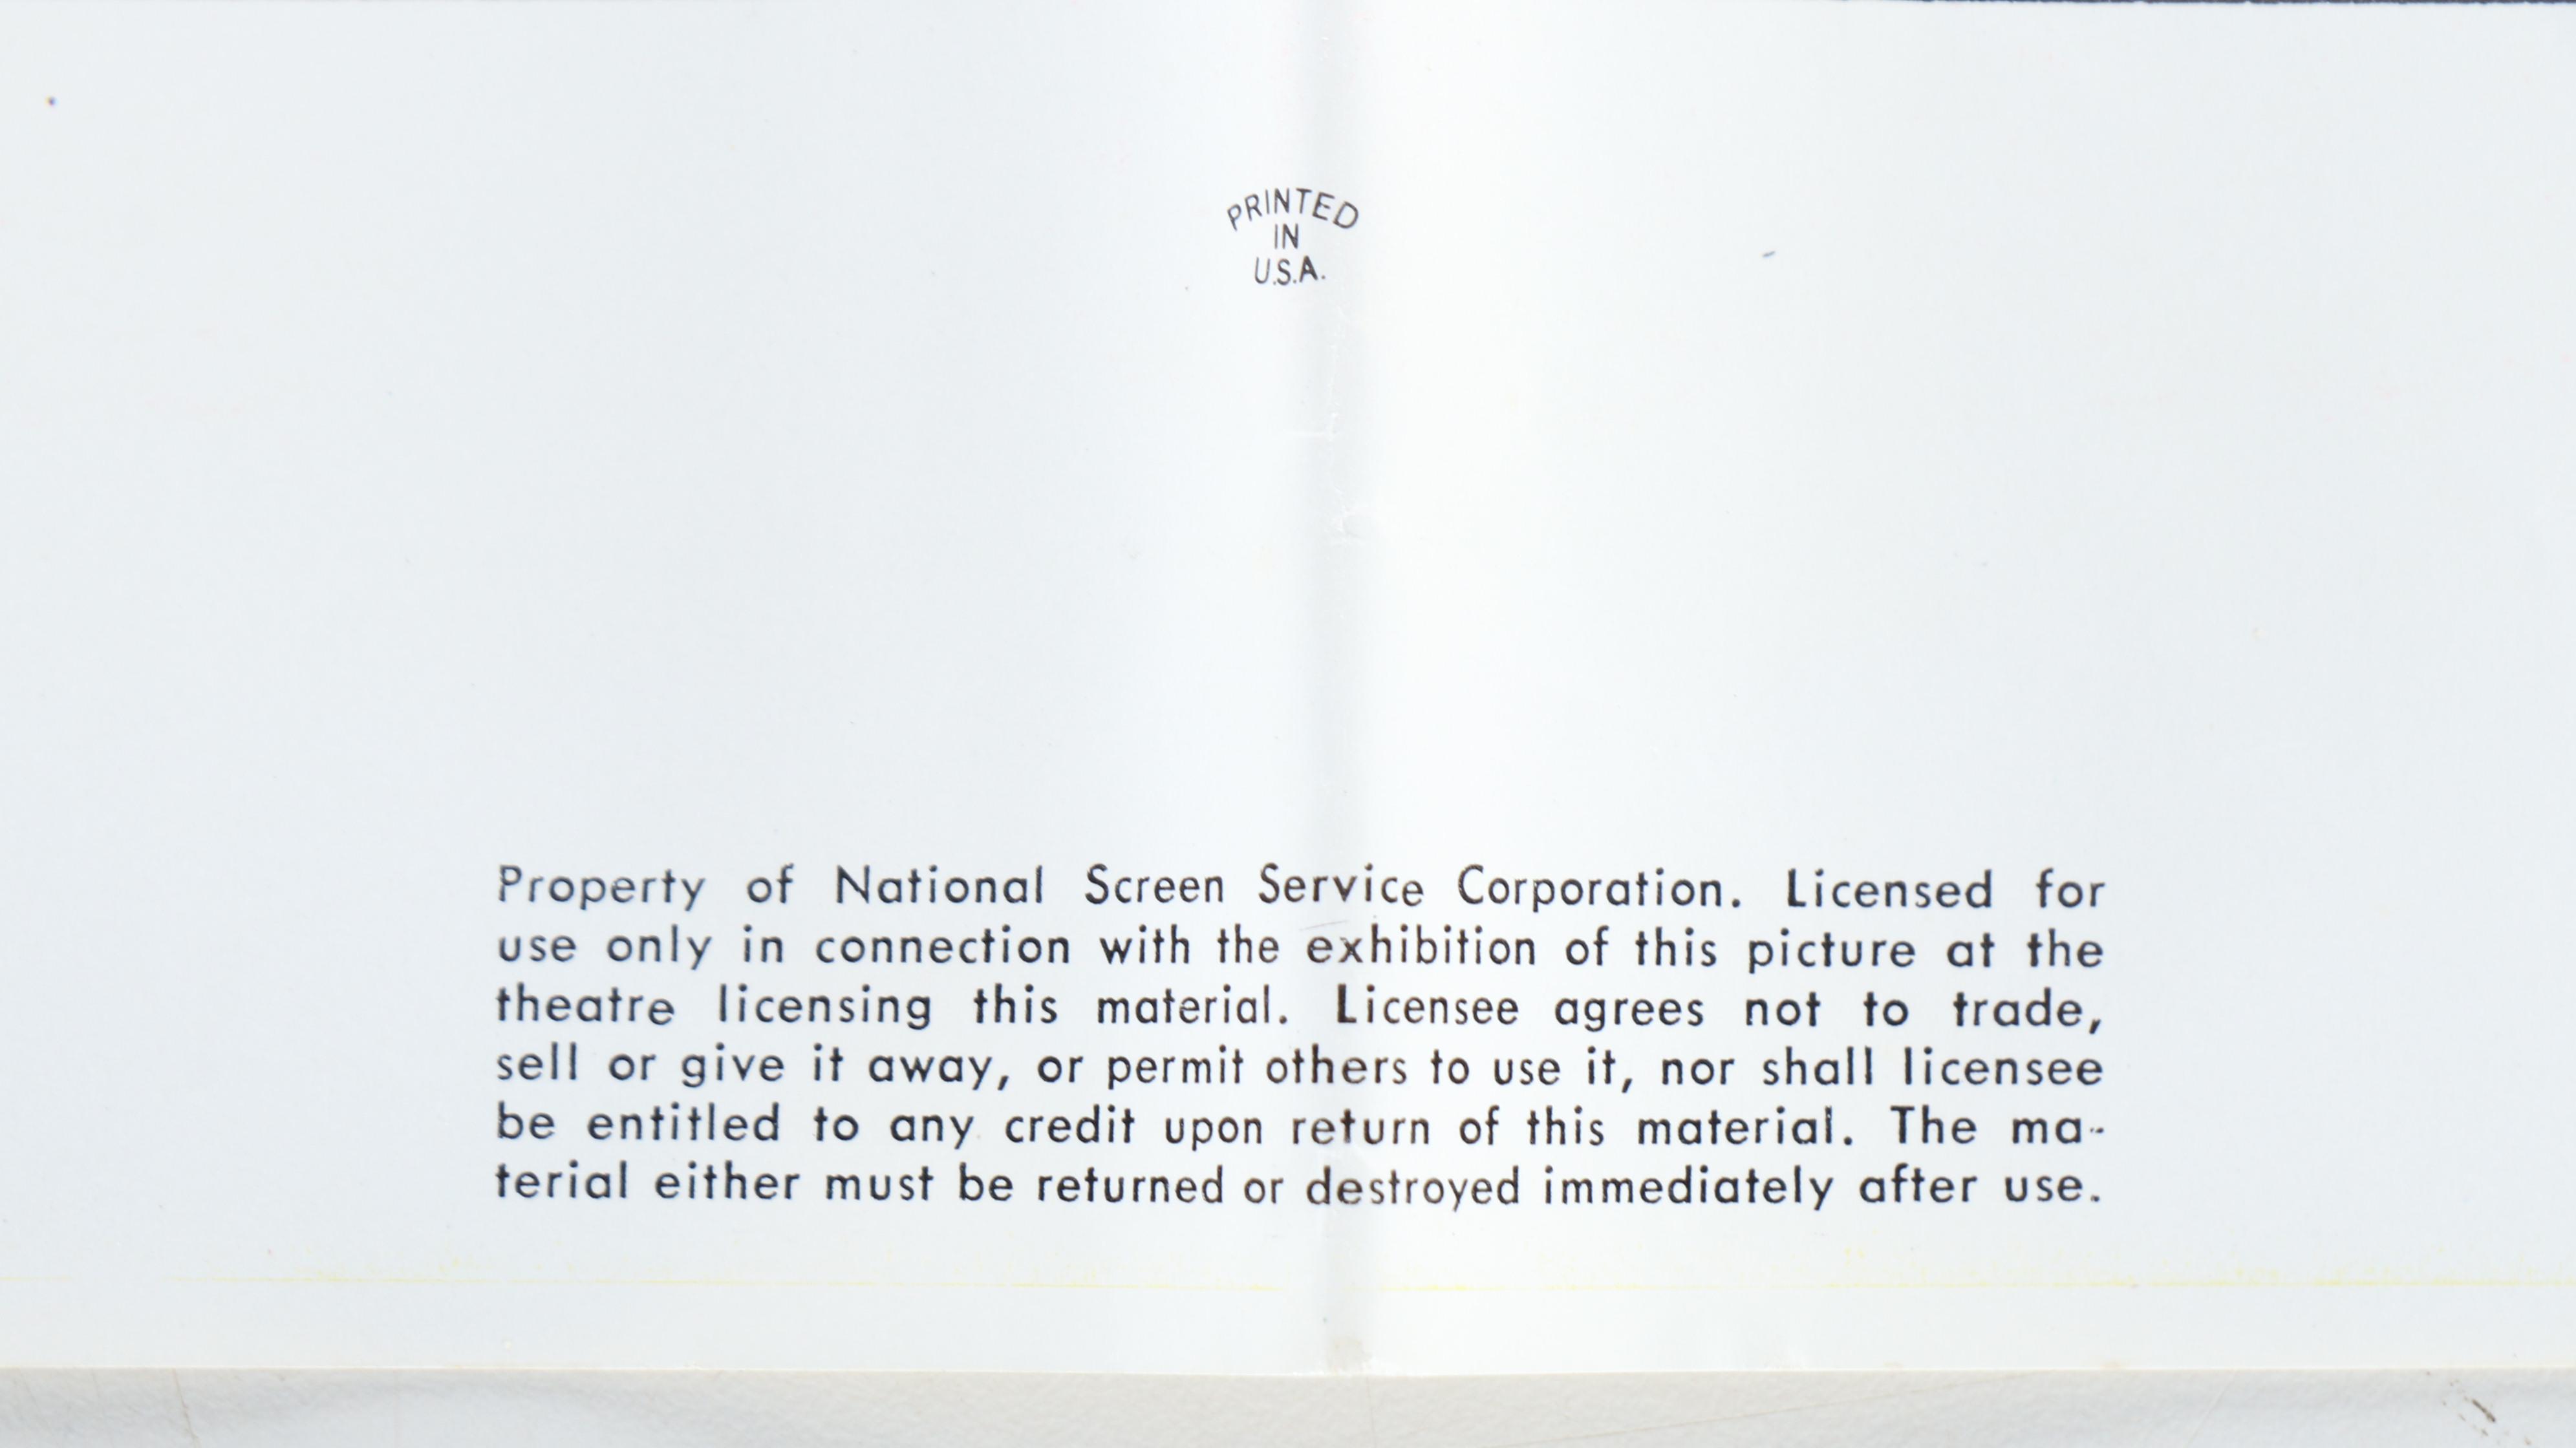 PRINTED
IN
U.S.A.
Property of National Screen Service Corporation. Licensed for
use only in connection with the exhibition of this picture at the
theatre licensing this material. Licensee agrees not to trade,
sell or give it away, or permit others to use it, nor shall licensee
be entitled to any credit upon return of this material. The ma-
terial either must be returned or destroyed immediately after use.